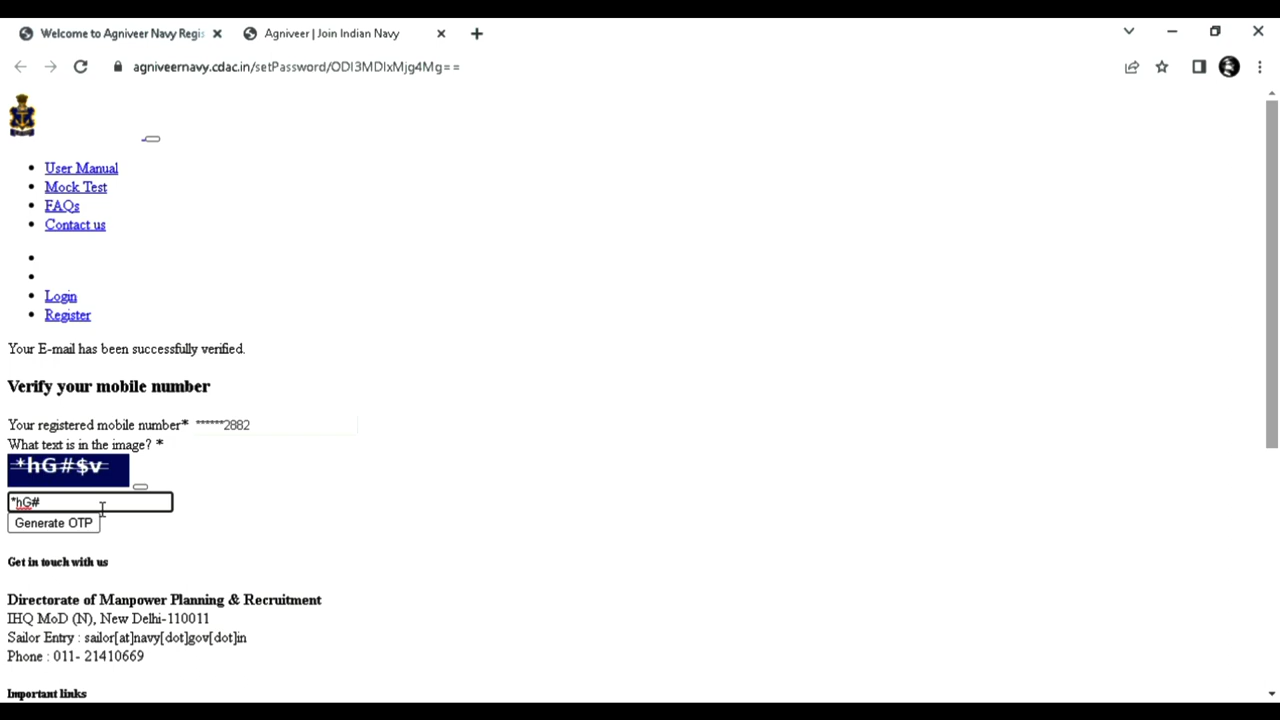 Welcome to Agniveer Navy Regis
Agniveer | Join Indian Navy
agniveernavy.cdac.in/setPassword/ODI3MDIxMjg4Mg==
User Manual
Mock Test
FAQs
Contact us
Login
Register
Your E-mail has been successfully verified.
Verify your mobile number
Your registered mobile number* ******2882
What text is in the image? *
*hG#$v
*hG#
Generate OTP
Get in touch with us
Directorate of Manpower Planning & Recruitment
IHQ MoD (N), New Delhi-110011
Sailor Entry : sailor[at]navy[dot]gov[dot]in
Phone : 011- 21410669
Important links